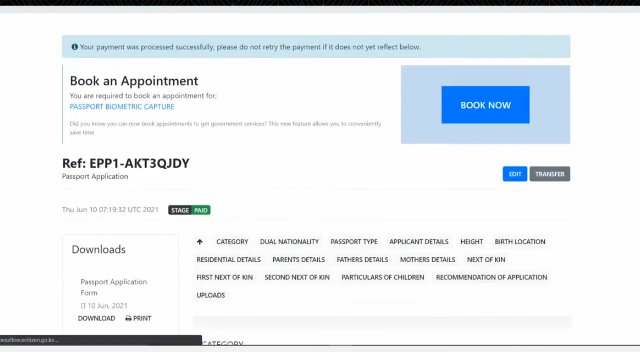 Your payment was processed successfully, please do not retry the payment if it does not yet reflect below.
Book an Appointment
You are required to book an appointment for;
PASSPORT BIOMETRIC CAPTURE
Did you know you can now book appointments to get government services? This new feature allows you to conveniently
save time
BOOK NOW
Ref: EPP1-AKT3QJDY
Passport Application
EDIT TRANSFER
Thu Jun 10 07:19:32 UTC 2021 STAGE PAID
Downloads
Passport Application
Form
10 Jun, 2021
DOWNLOAD PRINT
CATEGORY DUAL NATIONALITY PASSPORT TYPE APPLICANT DETAILS HEIGHT BIRTH LOCATION
RESIDENTIAL DETAILS PARENTS DETAILS FATHERS DETAILS MOTHERS DETAILS NEXT OF KIN
FIRST NEXT OF KIN SECOND NEXT OF KIN PARTICULARS OF CHILDREN RECOMMENDATION OF APPLICATION
UPLOADS
CATEGORY